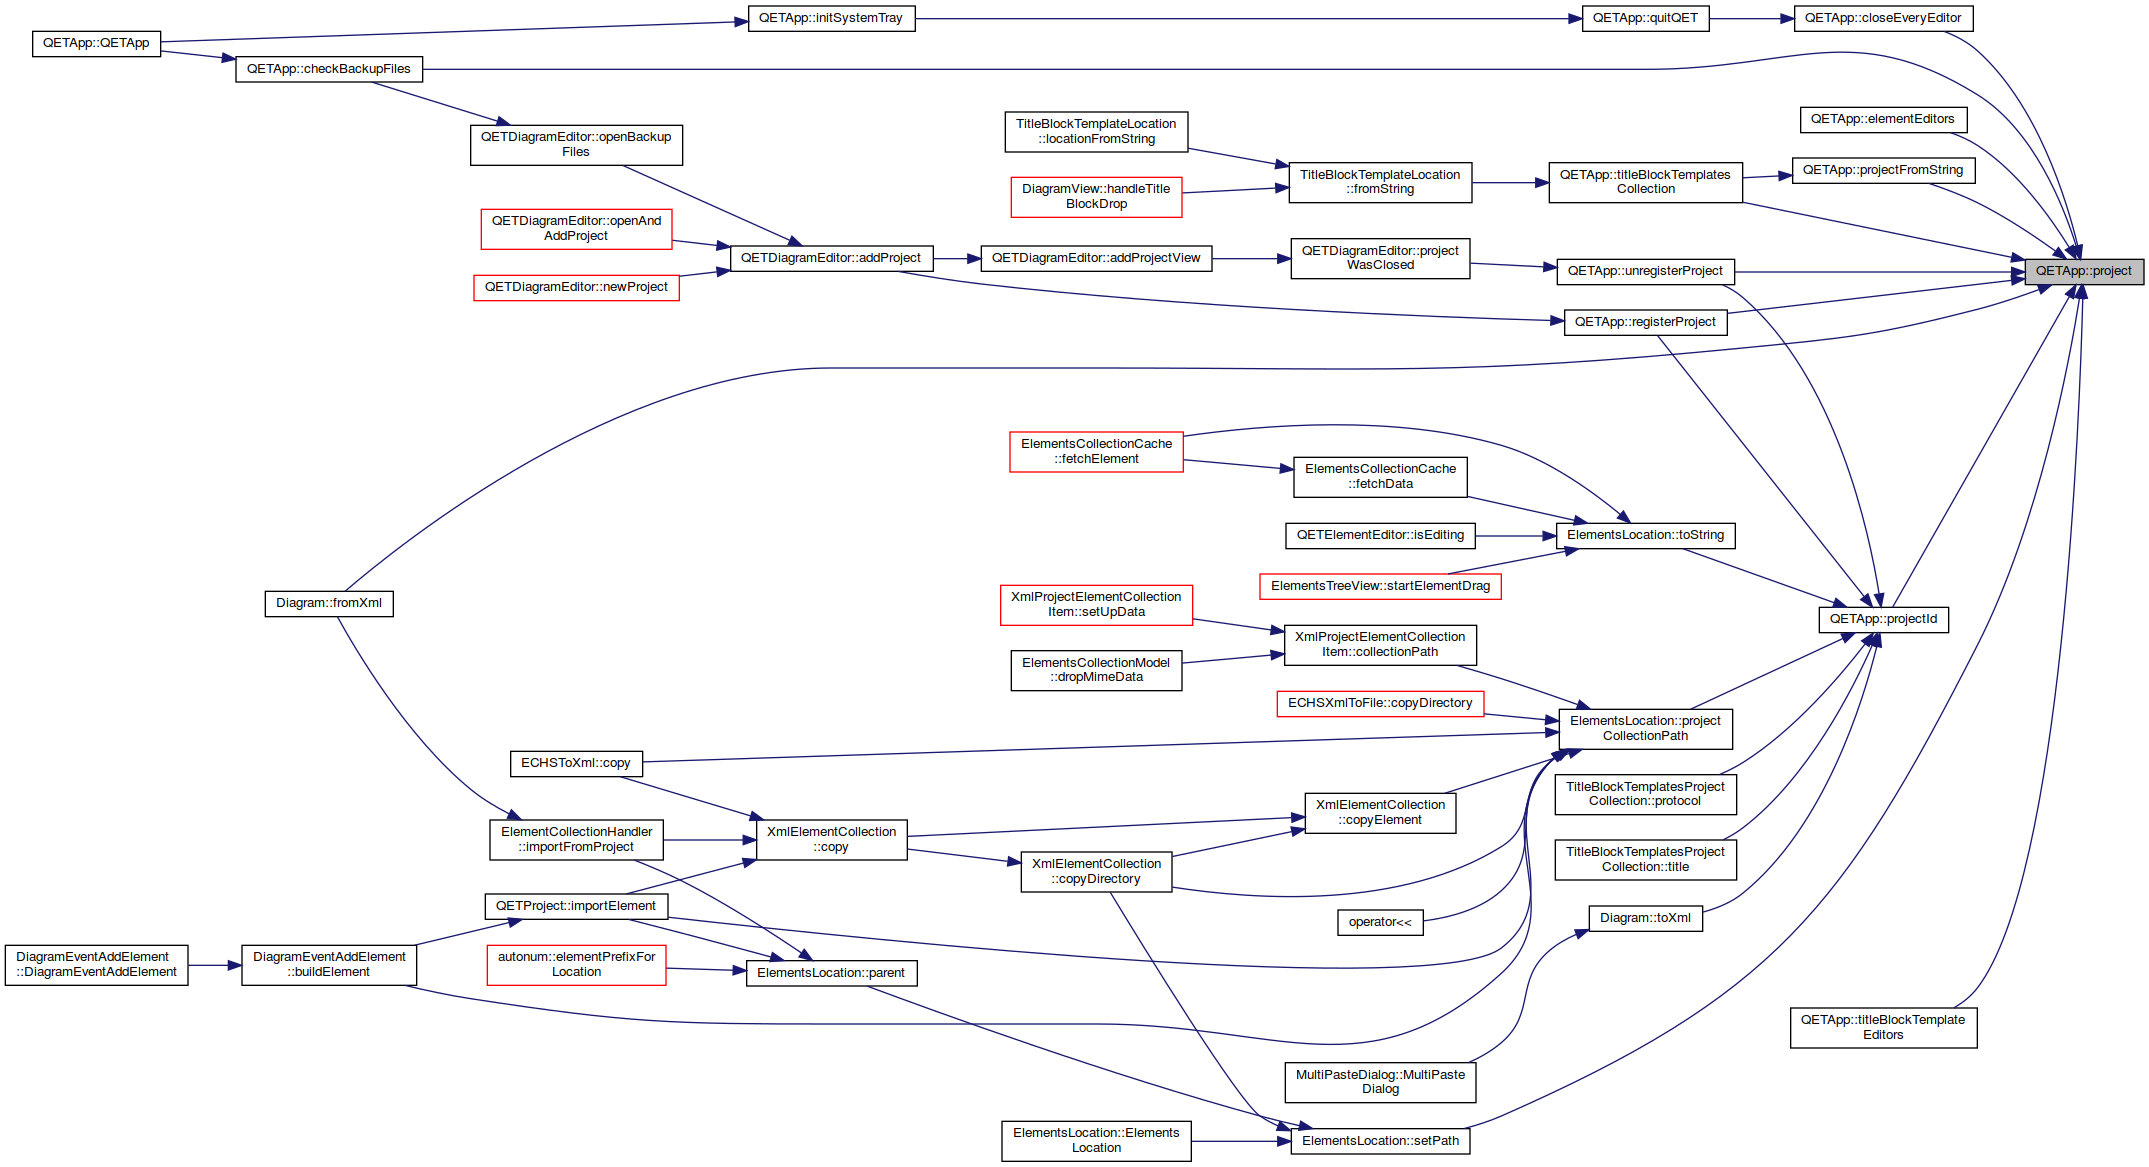 QETApp::QETApp
QETApp::initSystemTray
QETApp::quitQET
QETApp::closeEveryEditor
QETApp::checkBackupFiles
QETDiagramEditor::openBackup
Files
TitleBlockTemplateLocation
::locationFromString
QETApp::elementEditors
DiagramView::handleTitle
BlockDrop
TitleBlockTemplateLocation
::fromString
QETApp::titleBlockTemplates
Collection
QETApp::projectFromString
QETDiagramEditor::openAnd
AddProject
QETDiagramEditor::newProject
QETDiagramEditor::addProject
QETDiagramEditor::addProjectView
QETDiagramEditor::project
WasClosed
QETApp::unregisterProject
QETApp::project
QETApp::registerProject
ElementsCollectionCache
::fetchElement
ElementsCollectionCache
::fetchData
QETElementEditor::isEditing
ElementsLocation::toString
ElementsTreeView::startElementDrag
Diagram::fromXml
XmlProjectElementCollection
Item::setUpData
QETApp::projectId
XmlProjectElementCollection
Item::collectionPath
ElementsCollectionModel
::dropMimeData
ECHSXmlToFile::copyDirectory
ElementsLocation::project
CollectionPath
ECHSToXml::copy
TitleBlockTemplatesProject
Collection::protocol
XmlElementCollection
::copyElement
ElementCollectionHandler
::importFromProject
XmlElementCollection
::copy
XmlElementCollection
::copyDirectory
TitleBlockTemplatesProject
Collection::title
QETProject::importElement
operator<<
Diagram::toXml
DiagramEventAddElement
::DiagramEventAddElement
DiagramEventAddElement
::buildElement
autonum::elementPrefixFor
Location
ElementsLocation::parent
QETApp::titleBlockTemplate
Editors
MultiPasteDialog::MultiPaste
Dialog
ElementsLocation::Elements
Location
ElementsLocation::setPath